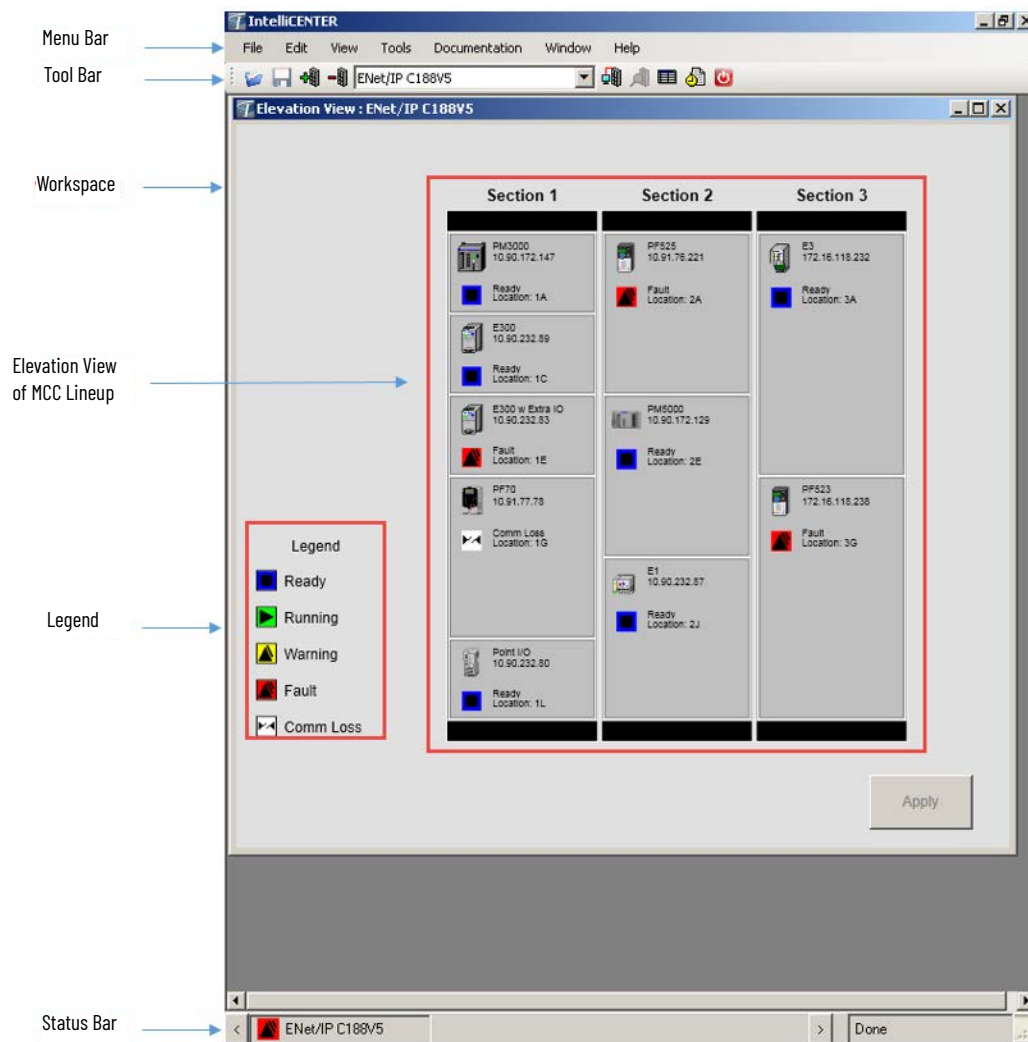 IntelliCENTER
Menu Bar
File Edit View Tools Documentation Window Help
Tool Bar
ENet/IP C188V5
Elevation View : ENet/IP C188V5
Workspace
Section 1 Section 2 Section 3
PM3000
10.90.172.147
Ready
Location: 1A
E300
10.90.232.89
Ready
Location: 1C
E300 w Extra IO
10.90.232.83
Fault
Location: 1E
PF70
10.91.77.78
Comm Loss
Location: 1G
Point I/O
10.90.232.80
Ready
Location: 1L
PF525
10.91.76.221
Fault
Location: 2A
PM5000
10.90.172.129
Ready
Location: 2E
E1
10.90.232.87
Ready
Location: 2J
E3
172.16.118.232
Ready
Location: 3A
PF523
172.16.118.238
Fault
Location: 3G
Elevation View
of MCC Lineup
Legend
Legend
Ready
Running
Warning
Fault
Comm Loss
Apply
Status Bar
< ENet/IP C188V5 > Done